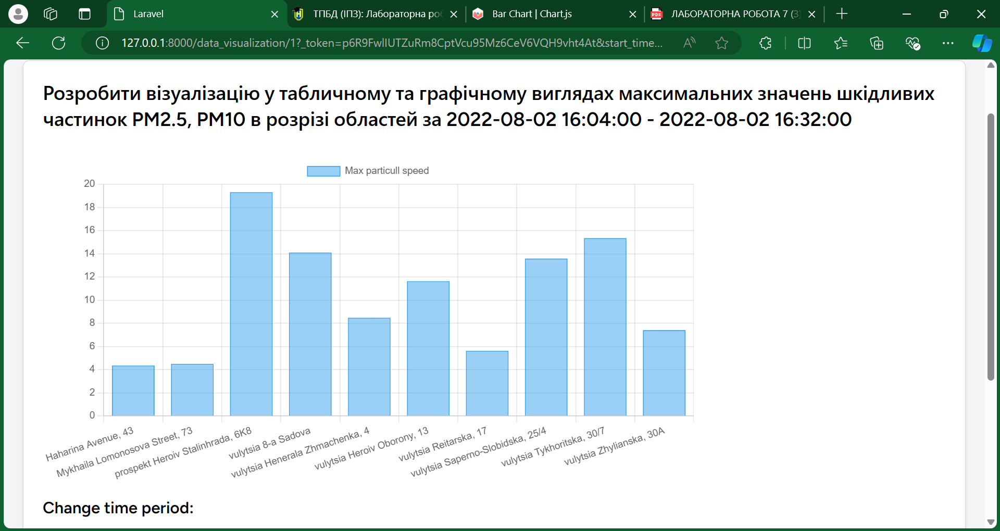 Laravel
ТПБД (ІПЗ): Лабораторна роб
Bar Chart | Chart.js
PDF
ЛАБОРАТОРНА РОБОТА 7 (3)
127.0.0.1:8000/data_visualization/1?_token=p6R9FwIlUTZuRm8CptVcu95Mz6CeV6VQH9vht4At&start_time...
Розробити візуалізацію у табличному та графічному виглядах максимальних значень шкідливих
частинок PM2.5, PM10 в розрізі областей за 2022-08-02 16:04:00 - 2022-08-02 16:32:00
Max particull speed
20
18
16
14
12
10
8
6
4
2
0
Haharina Avenue, 43
Mykhaila Lomonosova Street, 73
prospekt Heroiv Stalinhrada, 6K8
vulytsia 8-a Sadova
vulytsia Henerala Zhmachenka, 4
vulytsia Heroiv Oborony, 13
vulytsia Reitarska, 17
vulytsia Saperno-Slobidska, 25/4
vulytsia Tykhoritska, 30/7
vulytsia Zhylianska, 30A
Change time period: